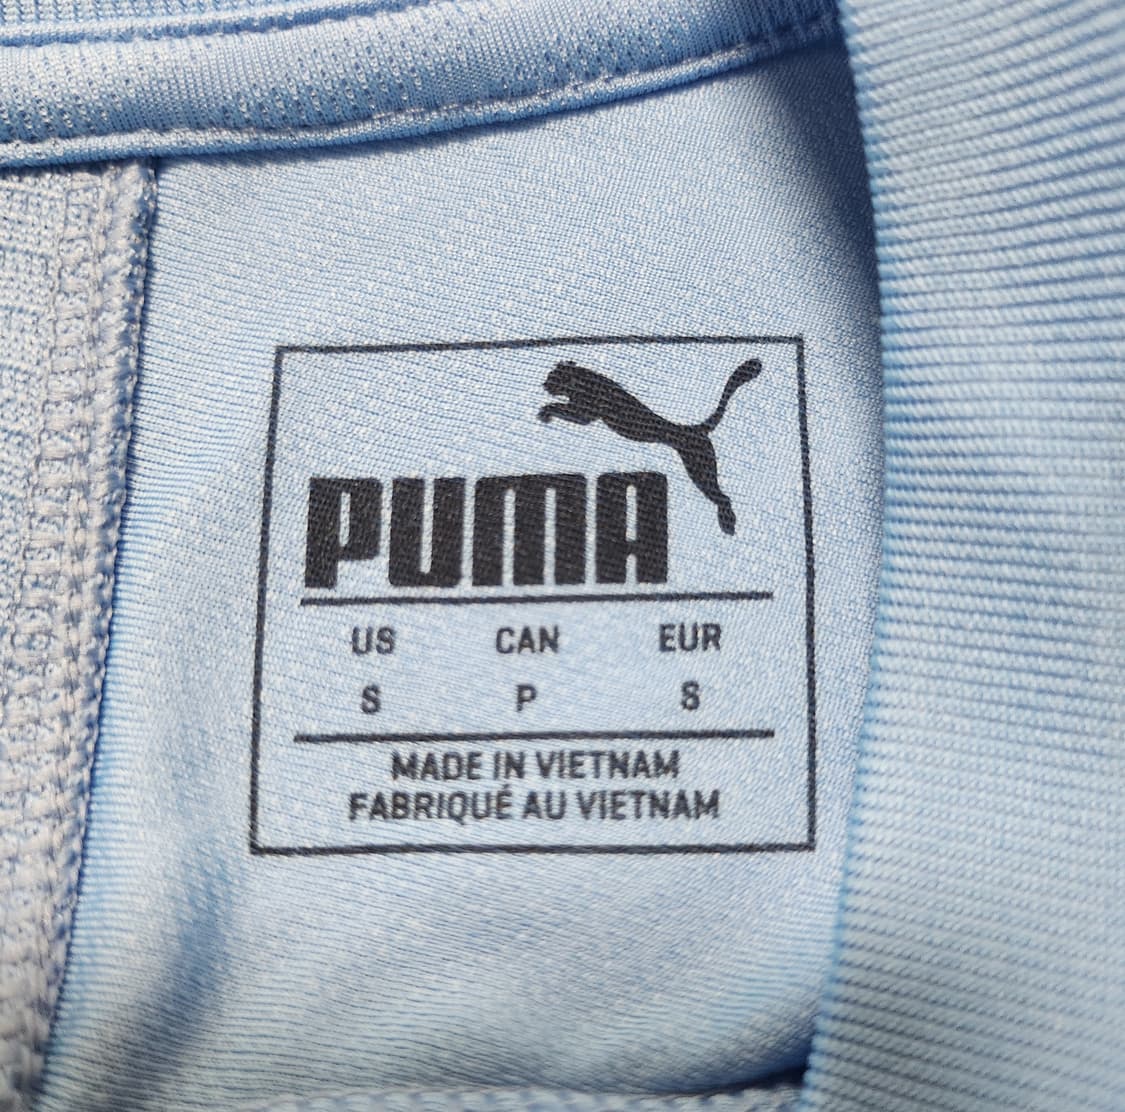 PUMA
US CAN EUR
S P S
MADE IN VIETNAM
FABRIQUÉ AU VIETNAM